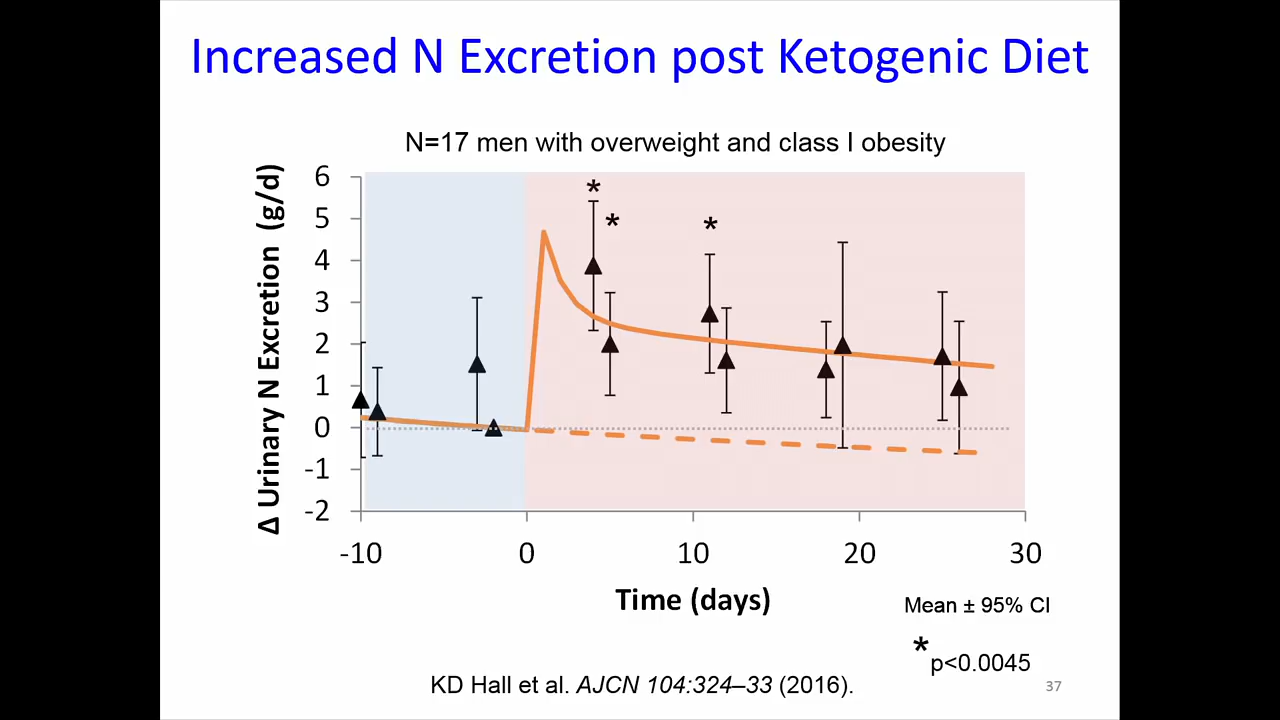 Increased N Excretion post Ketogenic Diet
N=17 men with overweight and class I obesity
Δ Urinary N Excretion (g/d)
6
5
4
3
2
1
0
-1
-2
* * *
-10 0 10 20 30
Time (days)
Mean ± 95% CI
* p<0.0045
KD Hall et al. AJCN 104:324–33 (2016).
37